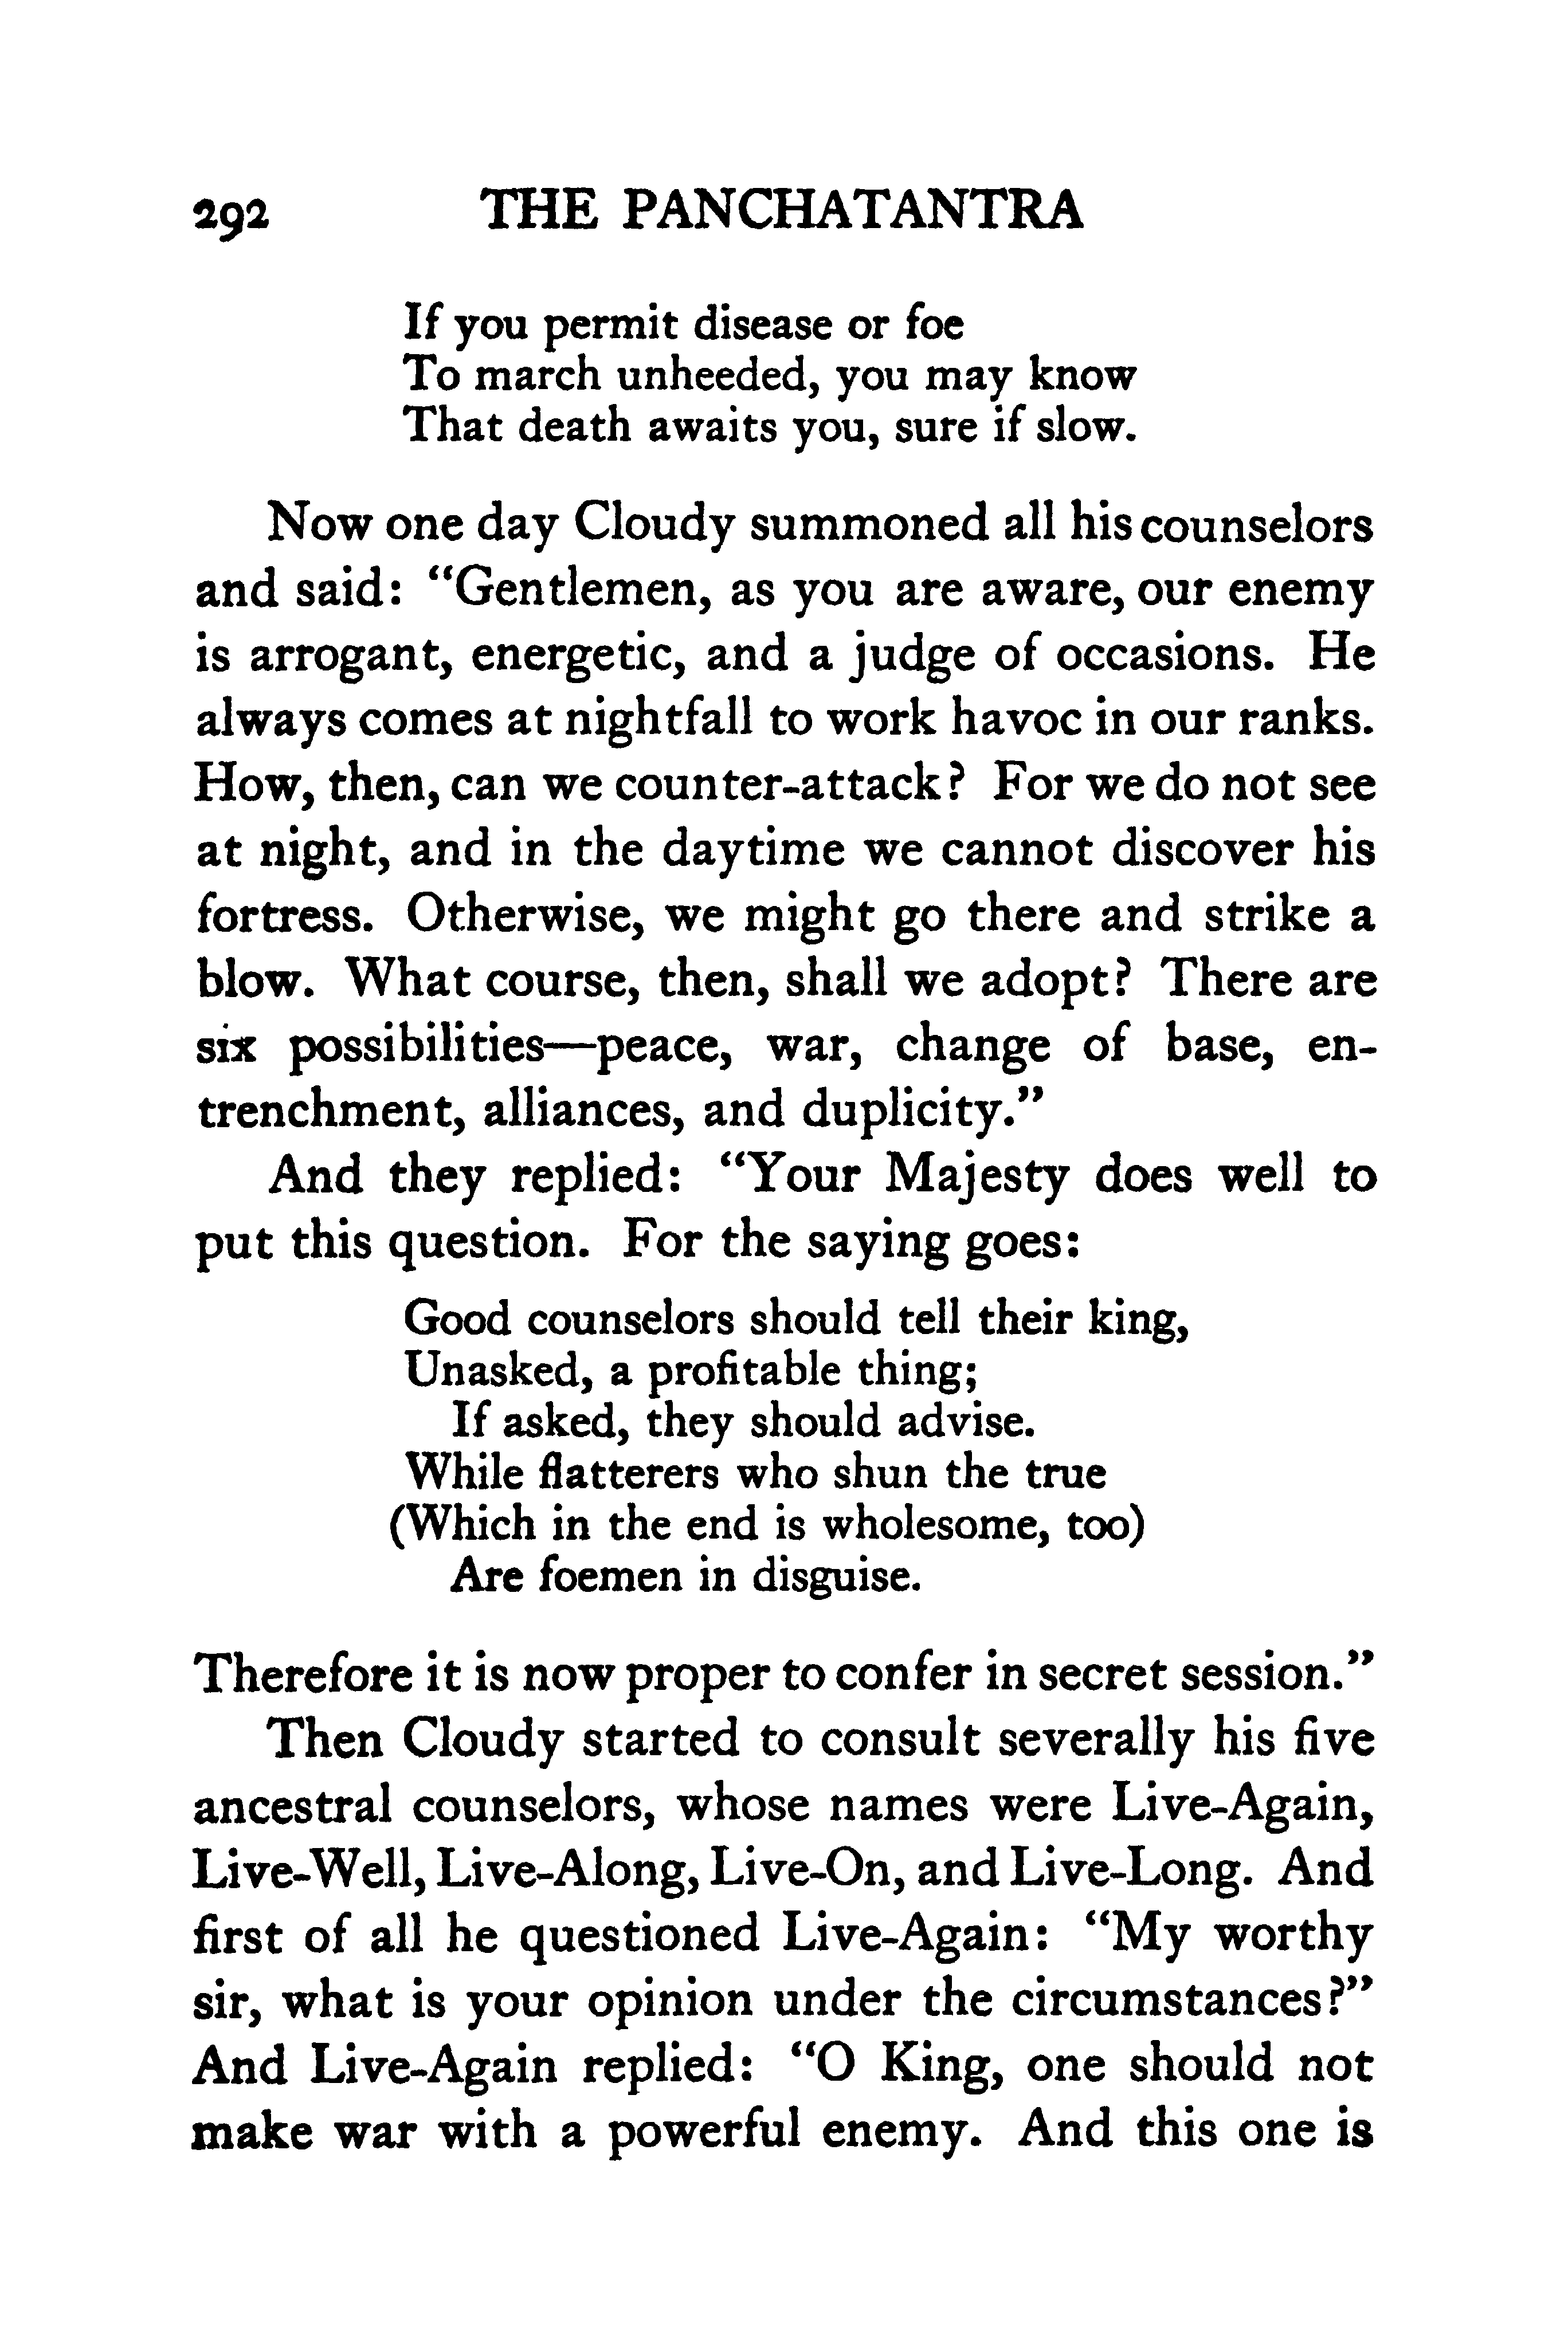 292 THE PANCHATANTRA
If you permit disease or foe
To march unheeded, you may know
That death awaits you, sure if slow.
Now one day Cloudy summoned all his counselors
and said: “Gentlemen, as you are aware, our enemy
is arrogant, energetic, and a judge of occasions. He
always comes at nightfall to work havoc in our ranks.
How, then, can we counter-attack? For we do not see
at night, and in the daytime we cannot discover his
fortress. Otherwise, we might go there and strike a
blow. What course, then, shall we adopt? There are
six possibilities—peace, war, change of base, en-
trenchment, alliances, and duplicity.”
And they replied: “Your Majesty does well to
put this question. For the saying goes:
Good counselors should tell their king,
Unasked, a profitable thing;
If asked, they should advise.
While flatterers who shun the true
(Which in the end is wholesome, too)
Are foemen in disguise.
Therefore it is now proper to confer in secret session.”
Then Cloudy started to consult severally his five
ancestral counselors, whose names were Live-Again,
Live-Well, Live-Along, Live-On, and Live-Long. And
first of all he questioned Live-Again: “My worthy
sir, what is your opinion under the circumstances?”
And Live-Again replied: “O King, one should not
make war with a powerful enemy. And this one is